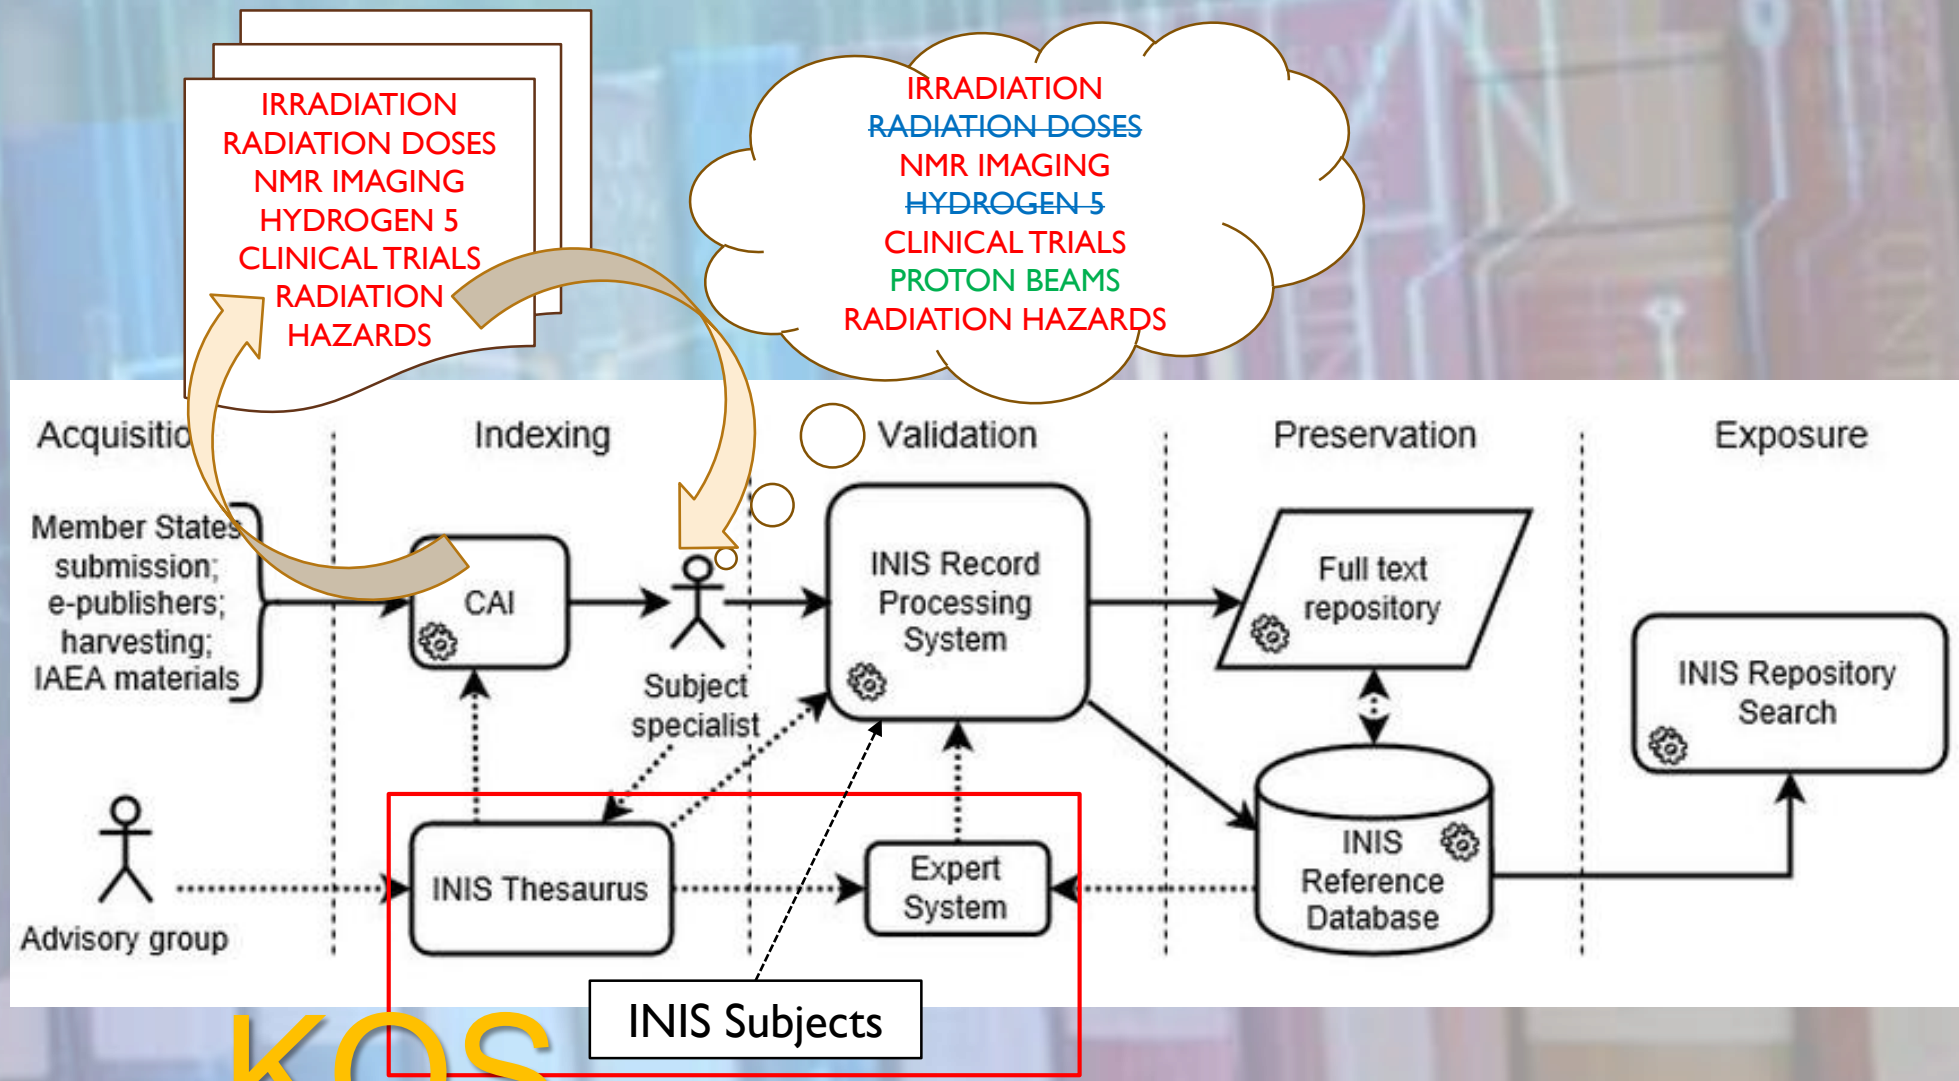 IRRADIATION
RADIATION DOSES
NMR IMAGING
HYDROGEN 5
CLINICAL TRIALS
RADIATION
HAZARDS
IRRADIATION
RADIATION DOSES
NMR IMAGING
HYDROGEN 5
CLINICAL TRIALS
PROTON BEAMS
RADIATION HAZARDS
Acquisitio
Indexing
Validation
Preservation
Exposure
Member States
submission;
e-publishers;
harvesting;
IAEA materials
CAI
Subject
specialist
INIS Record
Processing
System
Full text
repository
INIS Repository
Search
Advisory group
INIS Thesaurus
Expert
System
INIS
Reference
Database
INIS Subjects
KOS